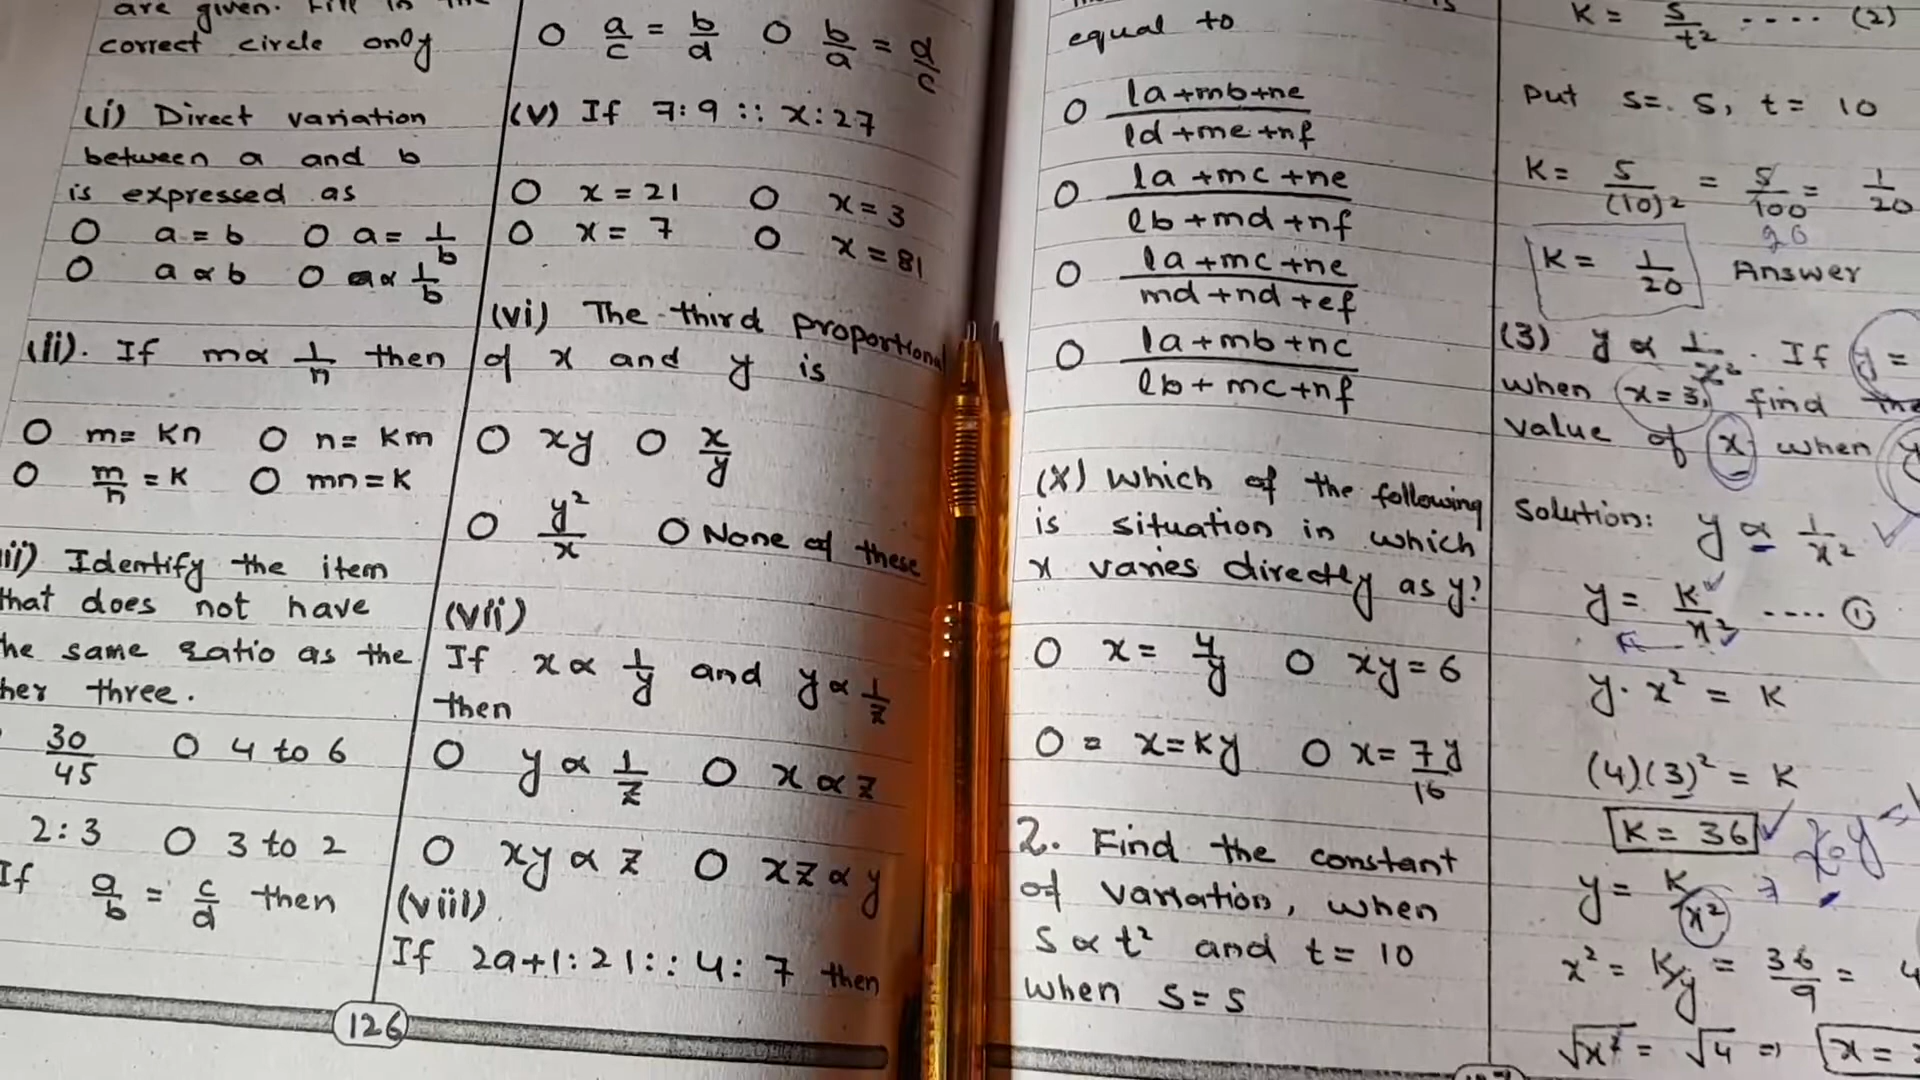 are given. Fill in the
correct circle only
(i) Direct variation
between a and b
is expressed as
O a = b O a = 1/b
O a ∝ b O a ∝ 1/b
(ii). If m ∝ 1/n then
O m = Kn O n = Km
O m/n = K O mn = K
ii) Identify the item
that does not have
he same ratio as the
her three.
30/45 O 4 to 6
2:3 O 3 to 2
If a/b = c/d then
O a/c = b/d O b/a = d/c
(v) If 7:9 :: x:27
O x = 21 O x = 3
O x = 7 O x = 81
(vi) The third proportional
of x and y is
O xy O x/y
O y²/x O None of these
(vii)
If x ∝ 1/y and y ∝ 1/z
then
O y ∝ 1/z O x ∝ z
O xy ∝ z O xz ∝ y
(viii)
If 2a+1:21::4:7 then
126
equal to
O la+mb+ne/ld+me+nf
O la+mc+ne/lb+md+nf
O la+mc+ne/md+nd+ef
O la+mb+nc/lb+mc+nf
(X) Which of the following
is situation in which
x varies directly as y?
O x = y/y O xy = 6
O = x = Ky O x = 7y/16
2. Find the constant
of variation, when
s ∝ t² and t = 10
when s = 5
K = s/t² .... (2)
Put s = 5, t = 10
K = 5/(10)² = 5/100 = 1/20
20
K = 1/20 Answer
(3) y ∝ 1/x². If y =
when x = 3, find the
value of x when y
Solution: y ∝ 1/x²
y = K/x² .... ①
y. x² = K
(4)(3)² = K
K = 36
y = K/x²
x² = K/y = 36/9 = 4
√x² = √4 ⇒ x =